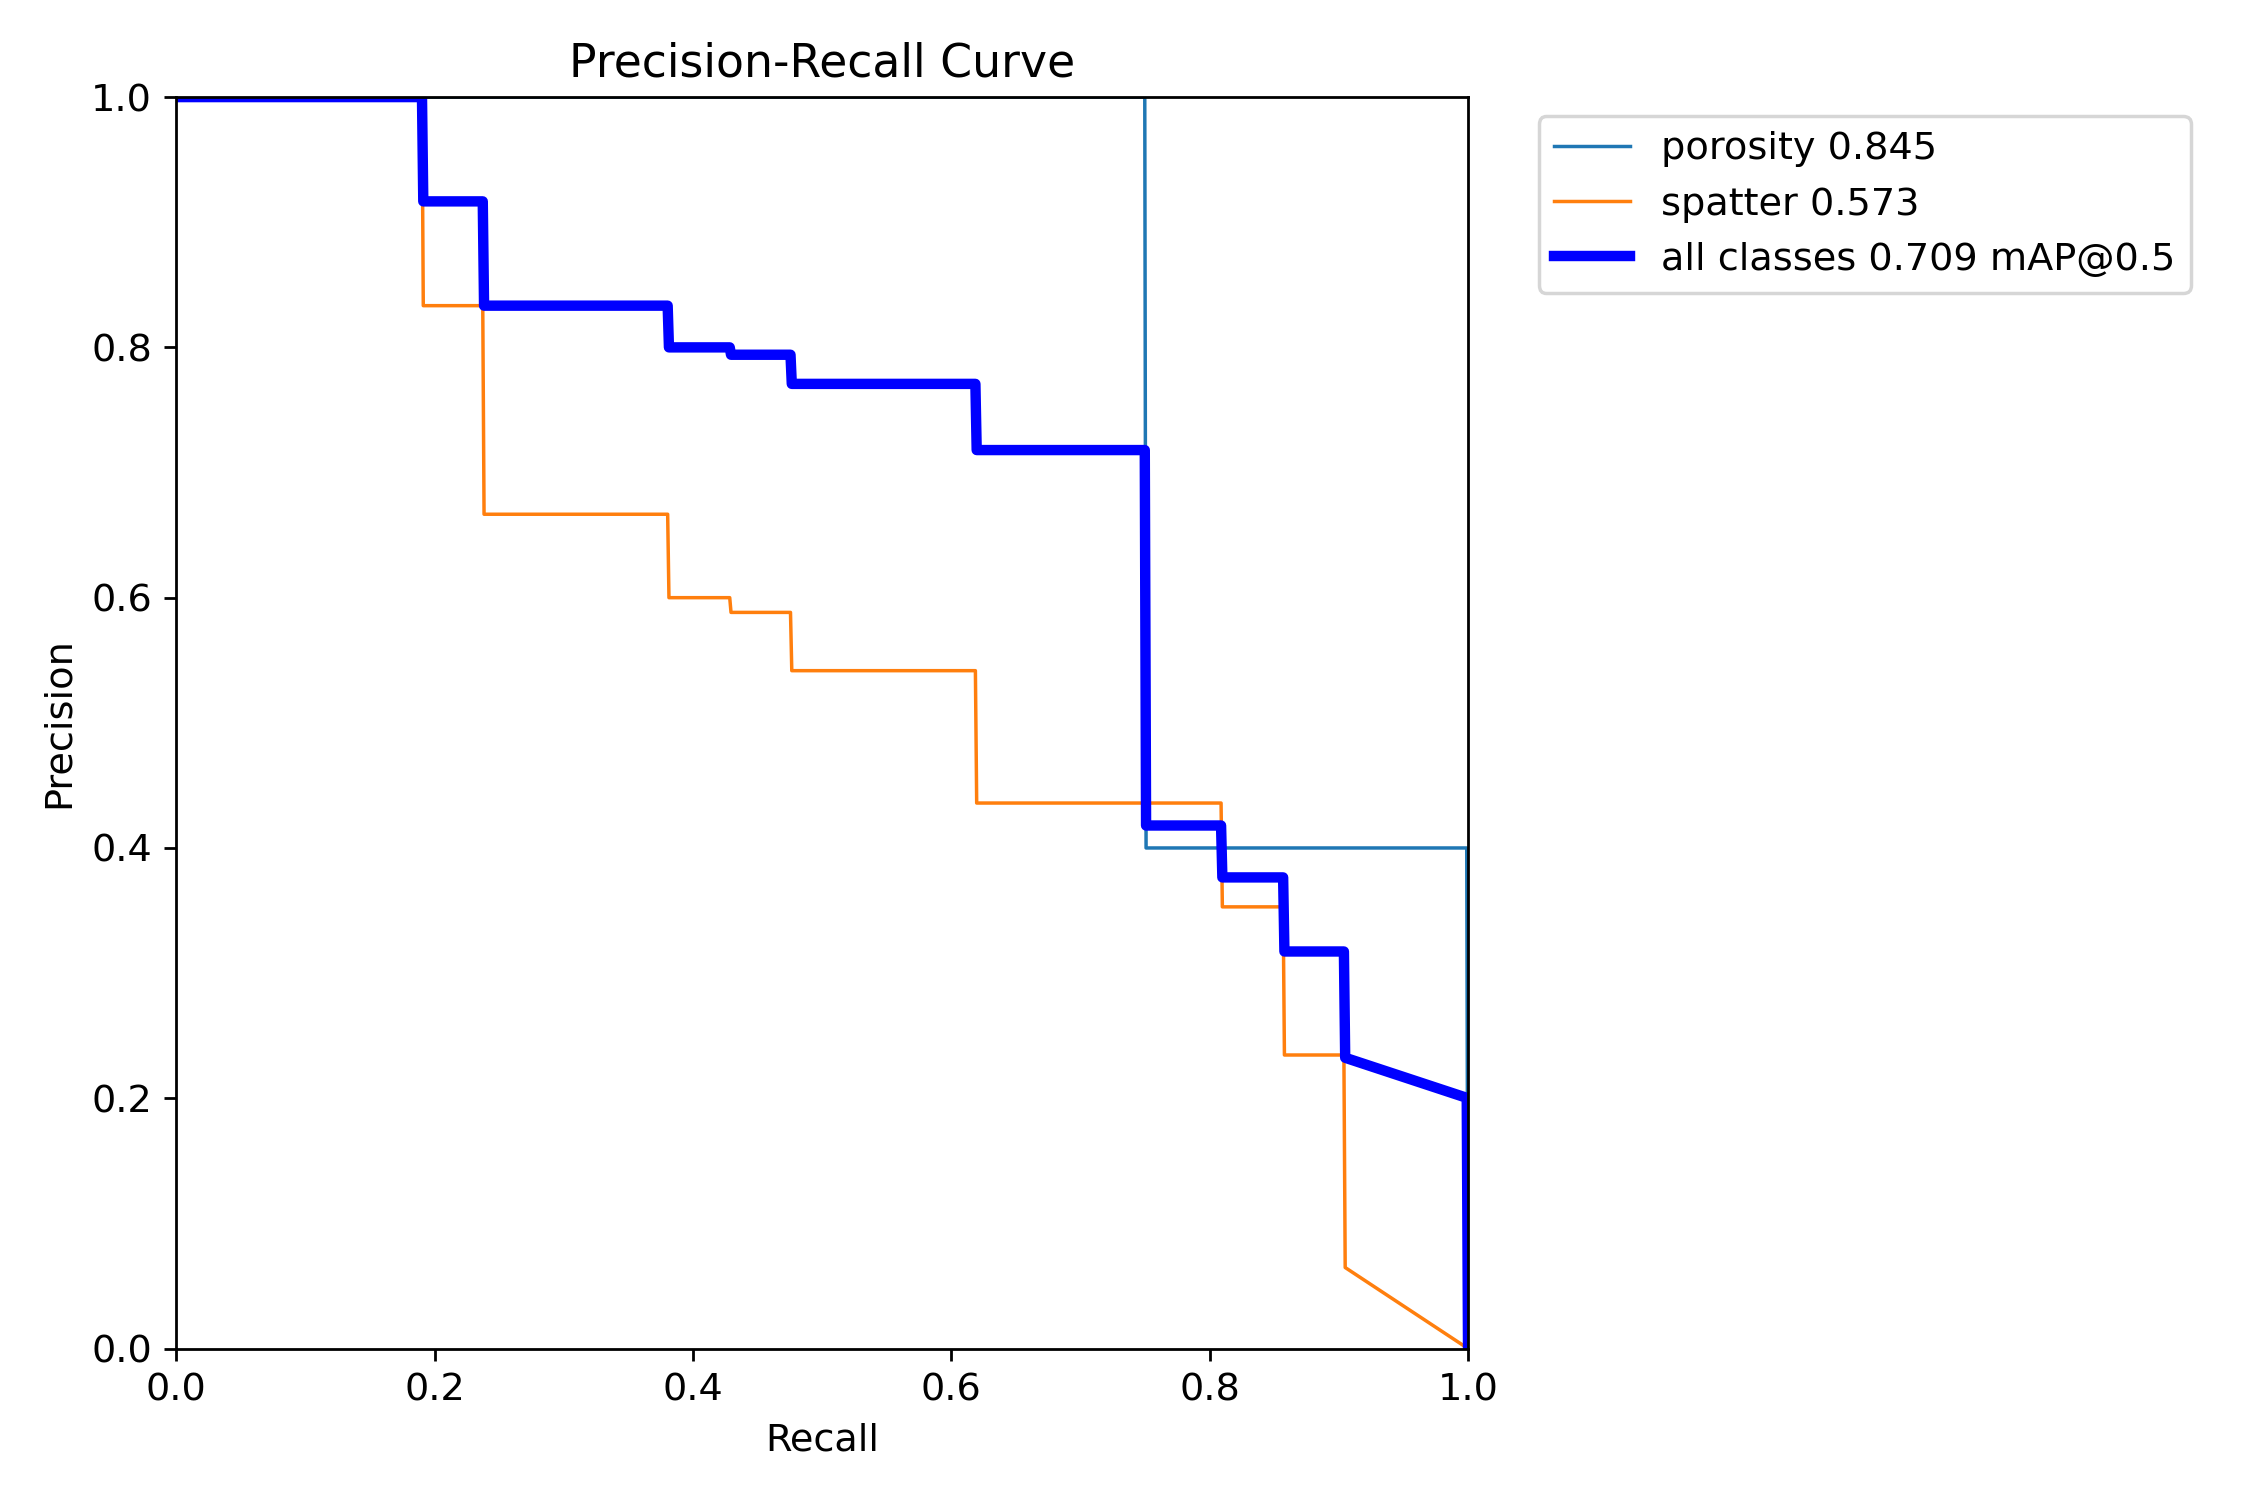 Precision-Recall Curve
1.0
0.8
0.6
0.4
0.2
0.0
Precision
0.0 0.2 0.4 0.6 0.8 1.0
Recall
porosity 0.845
spatter 0.573
all classes 0.709 mAP@0.5